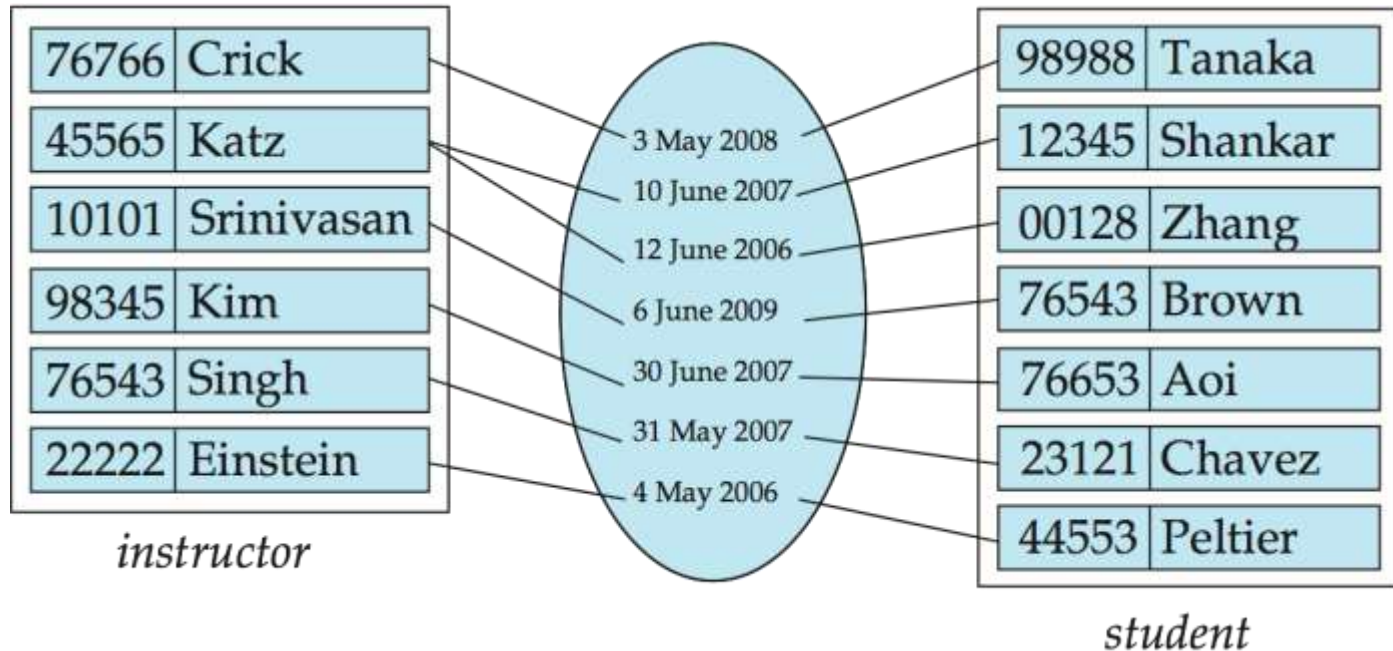 76766 Crick
45565 Katz
10101 Srinivasan
98345 Kim
76543 Singh
22222 Einstein
instructor
3 May 2008
10 June 2007
12 June 2006
6 June 2009
30 June 2007
31 May 2007
4 May 2006
98988 Tanaka
12345 Shankar
00128 Zhang
76543 Brown
76653 Aoi
23121 Chavez
44553 Peltier
student